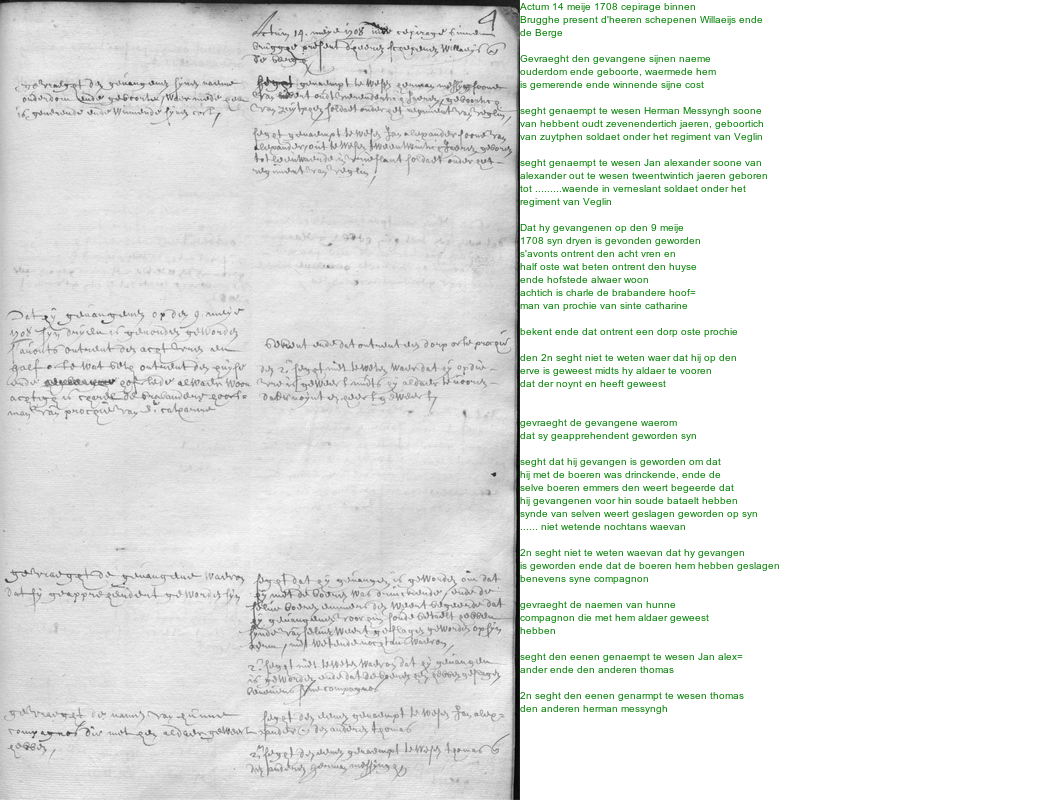 4
Actum 14 meije 1708 cepirage binnen
Brugghe present d'heeren schepenen Willaeijs ende
de Berge
Gevraeght den gevangene sijnen naeme
ouderdom ende geboorte, waermede hem
is gemerende ende winnende sijne cost
seght genaempt te wesen Herman Messyngh soone
van hebbent oudt zevenendertich jaeren, geboortich
van zuytphen soldaet onder het regiment van Veglin
seght genaempt te wesen Jan alexander soone van
alexander out te wesen tweentwintich jaeren geboren
tot .........waende in verneslant soldaet onder het
regiment van Veglin
Dat hy gevangenen op den 9 meije
1708 syn dryen is gevonden geworden
s'avonts ontrent den acht vren en
half oste wat beten ontrent den huyse
ende hofstede alwaer woon
achtich is charle de brabandere hoof=
man van prochie van sinte catharine
bekent ende dat ontrent een dorp oste prochie
den 2n seght niet te weten waer dat hij op den
erve is geweest midts hy aldaer te vooren
dat der noynt en heeft geweest
gevraeght de gevangene waerom
dat sy geapprehendent geworden syn
seght dat hij gevangen is geworden om dat
hij met de boeren was drinckende, ende de
selve boeren emmers den weert begeerde dat
hij gevangenen voor hin soude bataelt hebben
synde van selven weert geslagen geworden op syn
...... niet wetende nochtans waevan
2n seght niet te weten waevan dat hy gevangen
is geworden ende dat de boeren hem hebben geslagen
benevens syne compagnon
gevraeght de naemen van hunne
compagnon die met hem aldaer geweest
hebben
seght den eenen genaempt te wesen Jan alex=
ander ende den anderen thomas
2n seght den eenen genarmpt te wesen thomas
den anderen herman messyngh